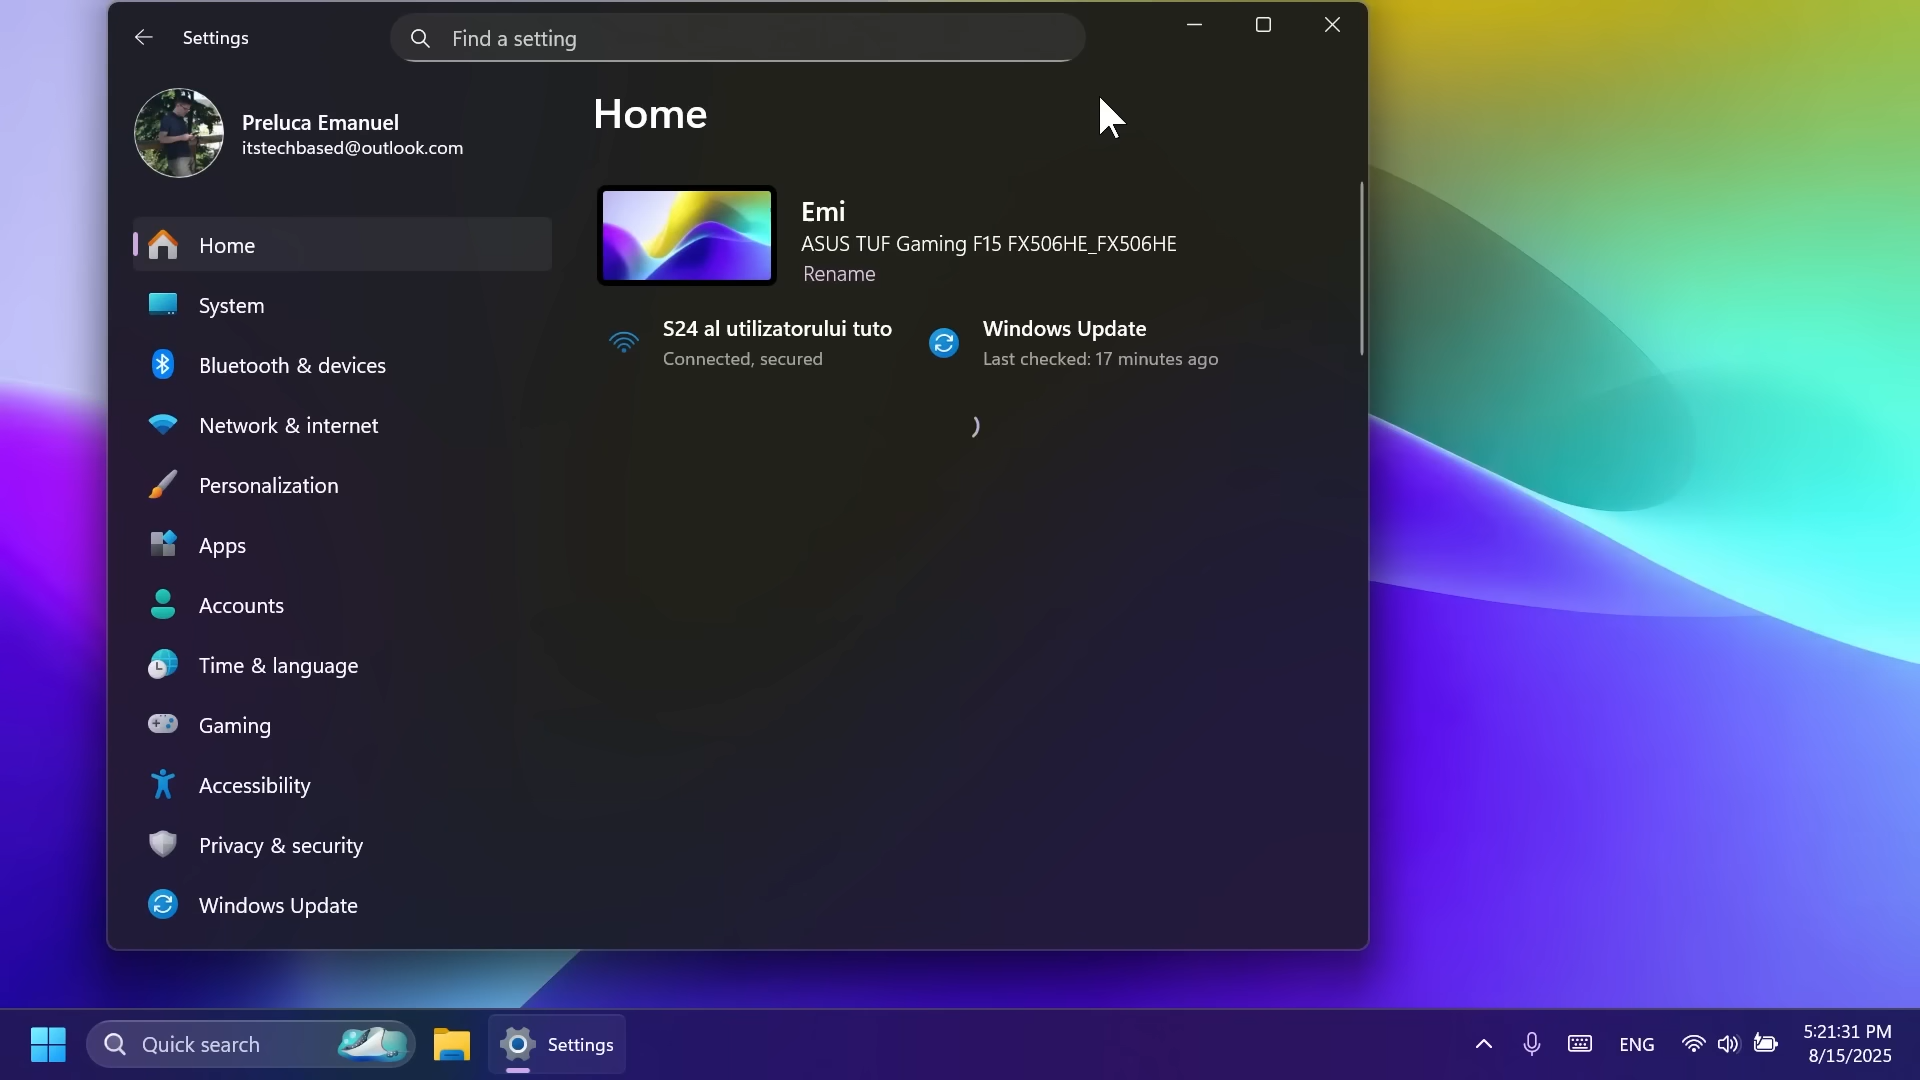 Settings
Find a setting
Preluca Emanuel
itstechbased@outlook.com
Home
System
Bluetooth & devices
Network & internet
Personalization
Apps
Accounts
Time & language
Gaming
Accessibility
Privacy & security
Windows Update
Home
Emi
ASUS TUF Gaming F15 FX506HE_FX506HE
Rename
S24 al utilizatorului tuto
Connected, secured
Windows Update
Last checked: 17 minutes ago
Quick search
Settings
ENG
5:21:31 PM
8/15/2025